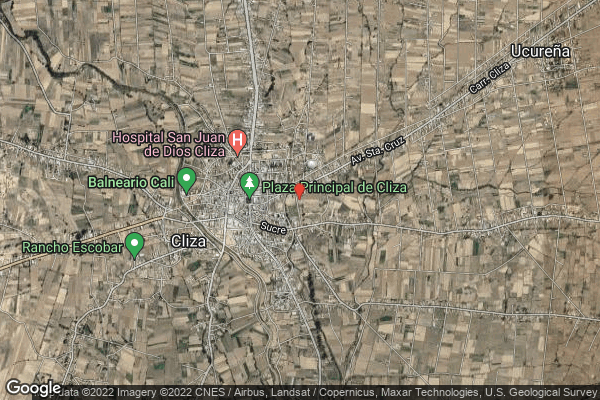 Ucureña
Carr. Cliza
Hospital San Juan
de Dios Cliza
Av. Sta. Cruz
Balneario Cali
Plaza Principal de Cliza
Sucre
Rancho Escobar
Cliza
Google
Data ©2022 Imagery ©2022 CNES / Airbus, Landsat / Copernicus, Maxar Technologies, U.S. Geological Survey